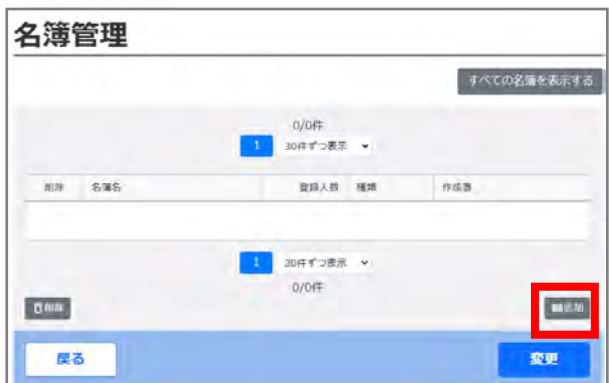 名簿管理
すべての名簿を表示する
0/0件
1 30件ずつ表示
削除 名簿名 登録人数 種類 作成者
1 30件ずつ表示
0/0件
削除 追加
戻る 変更